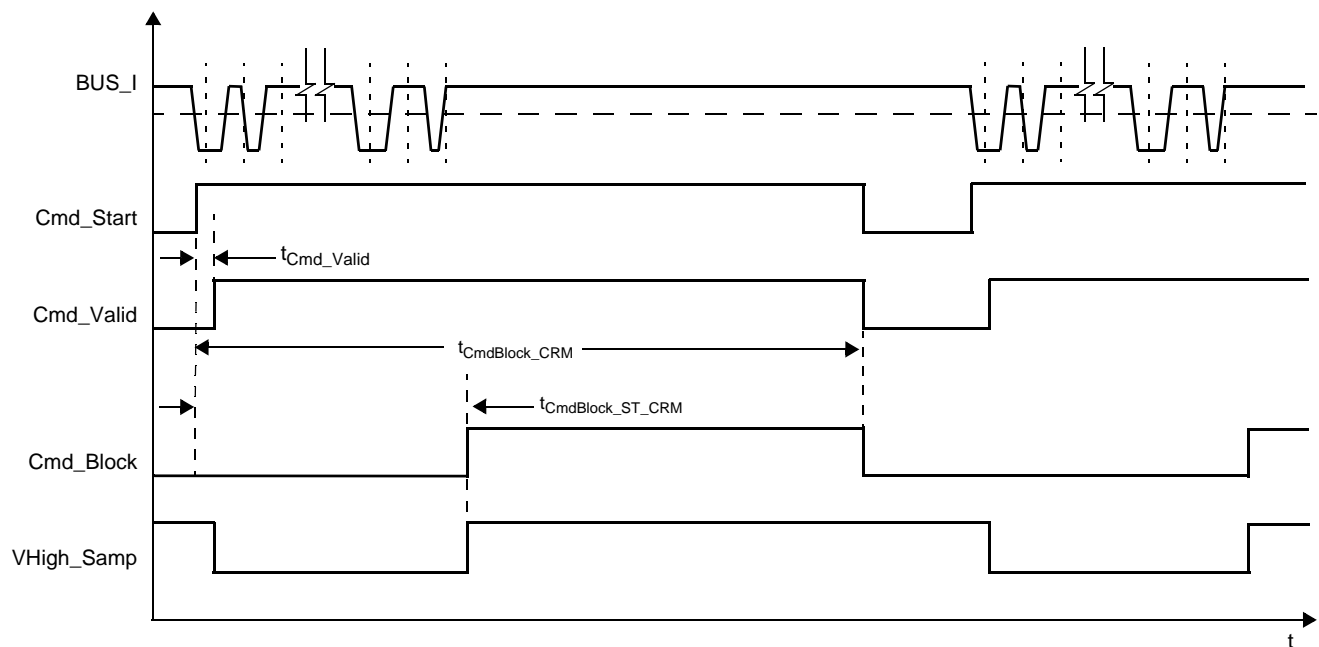 BUS_I
Cmd_Start
tCmd_Valid
Cmd_Valid
tCmdBlock_CRM
tCmdBlock_ST_CRM
Cmd_Block
VHigh_Samp
t